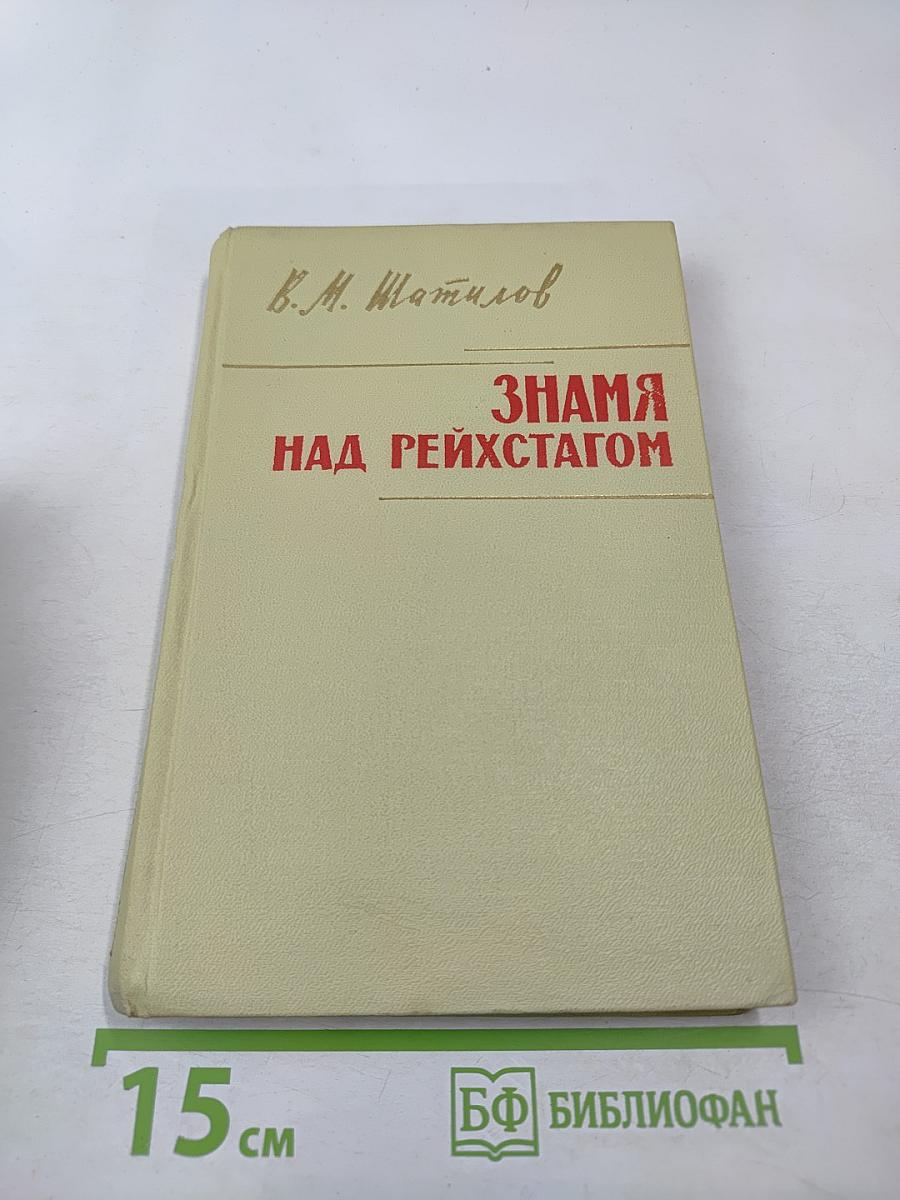 В. М. Шатилов
ЗНАМЯ
НАД РЕЙХСТАГОМ
15 см
БФ БИБЛИОФАН